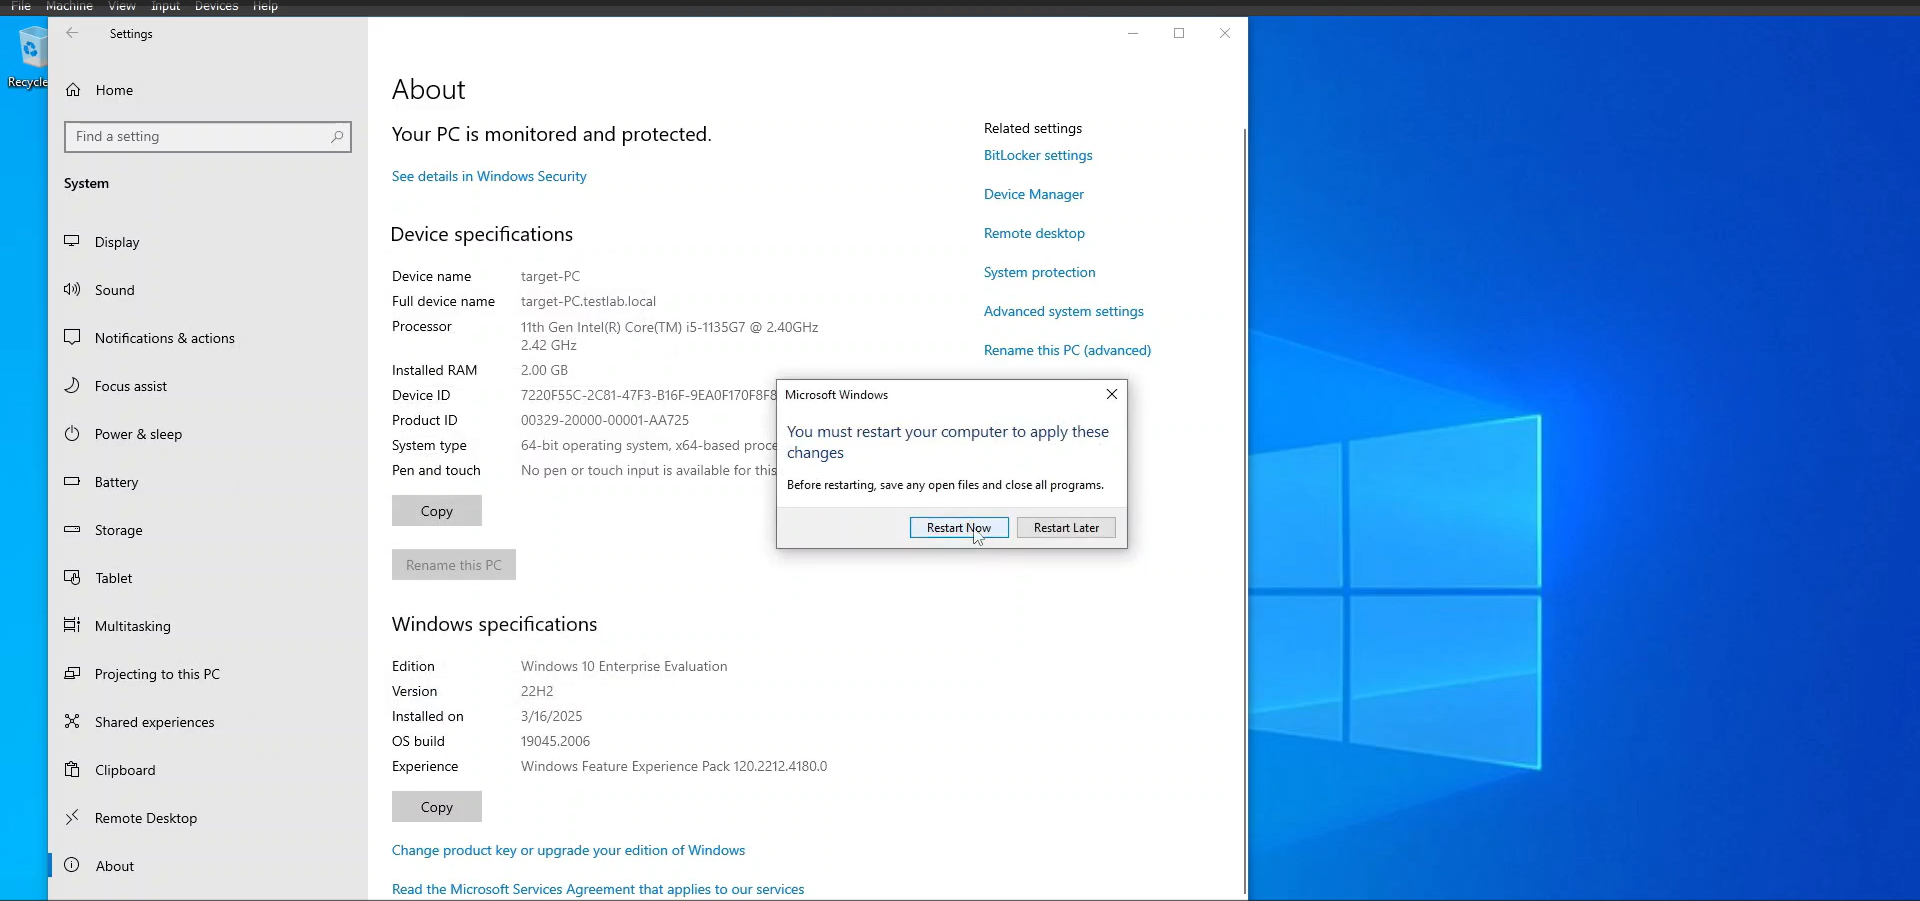 File Machine View Input Devices Help
Recycle
Settings
Home
Find a setting
System
Display
Sound
Notifications & actions
Focus assist
Power & sleep
Battery
Storage
Tablet
Multitasking
Projecting to this PC
Shared experiences
Clipboard
Remote Desktop
About
About
Your PC is monitored and protected.
See details in Windows Security
Device specifications
Device name target-PC
Full device name target-PC.testlab.local
Processor 11th Gen Intel(R) Core(TM) i5-1135G7 @ 2.40GHz
2.42 GHz
Installed RAM 2.00 GB
Device ID 7220F55C-2C81-47F3-B16F-9EA0F170F8F8
Product ID 00329-20000-00001-AA725
System type 64-bit operating system, x64-based proce
Pen and touch No pen or touch input is available for this
Copy
Rename this PC
Windows specifications
Edition Windows 10 Enterprise Evaluation
Version 22H2
Installed on 3/16/2025
OS build 19045.2006
Experience Windows Feature Experience Pack 120.2212.4180.0
Copy
Change product key or upgrade your edition of Windows
Read the Microsoft Services Agreement that applies to our services
Related settings
BitLocker settings
Device Manager
Remote desktop
System protection
Advanced system settings
Rename this PC (advanced)
Microsoft Windows
You must restart your computer to apply these
changes
Before restarting, save any open files and close all programs.
Restart Now Restart Later